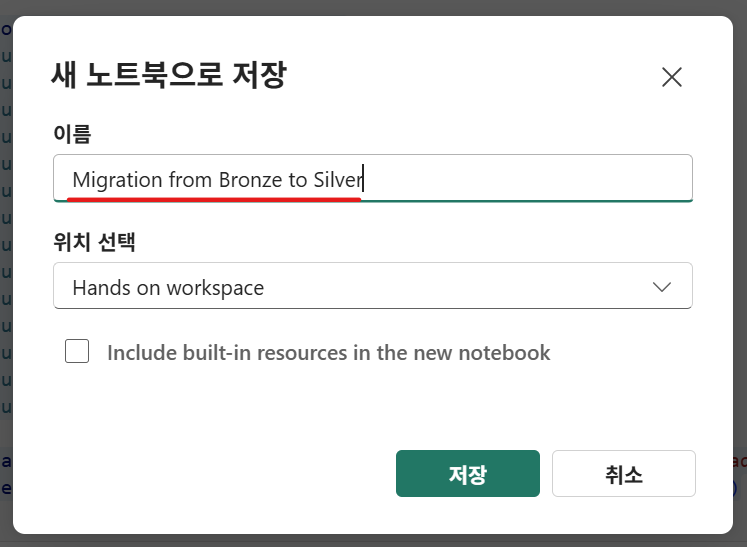 새 노트북으로 저장
이름
Migration from Bronze to Silver
위치 선택
Hands on workspace
Include built-in resources in the new notebook
저장
취소